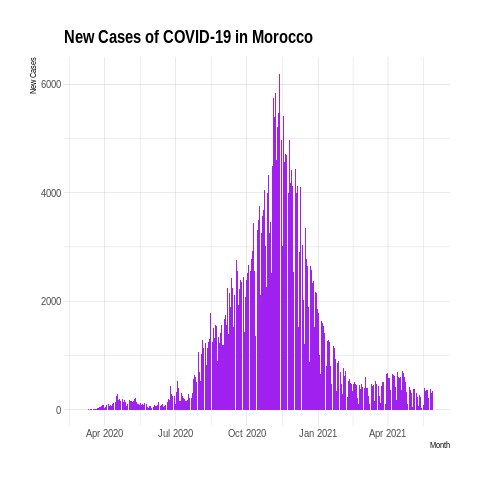 New Cases of COVID-19 in Morocco
New Cases
6000
4000
2000
0
Apr 2020 Jul 2020 Oct 2020 Jan 2021 Apr 2021
Month